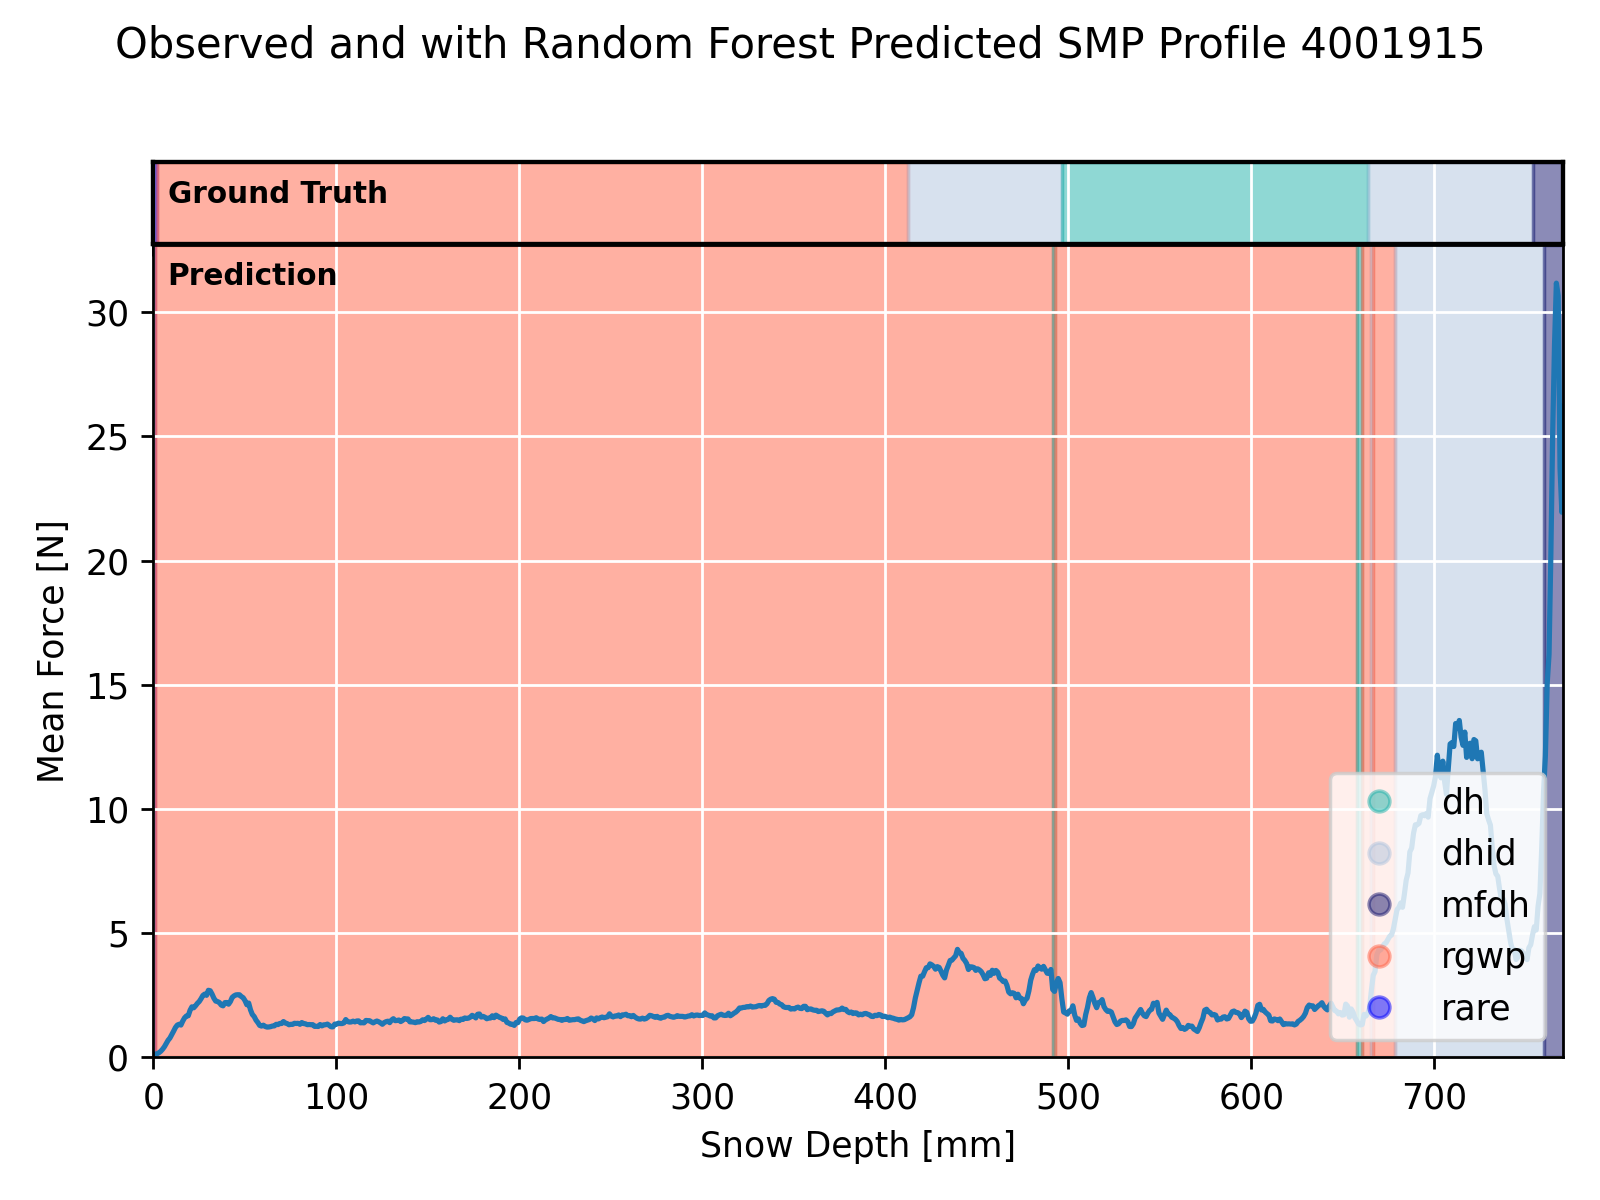 Observed and with Random Forest Predicted SMP Profile 4001915
Ground Truth
Prediction
30
25
20
15
10
5
0
Mean Force [N]
dh
dhid
mfdh
rgwp
rare
0 100 200 300 400 500 600 700
Snow Depth [mm]